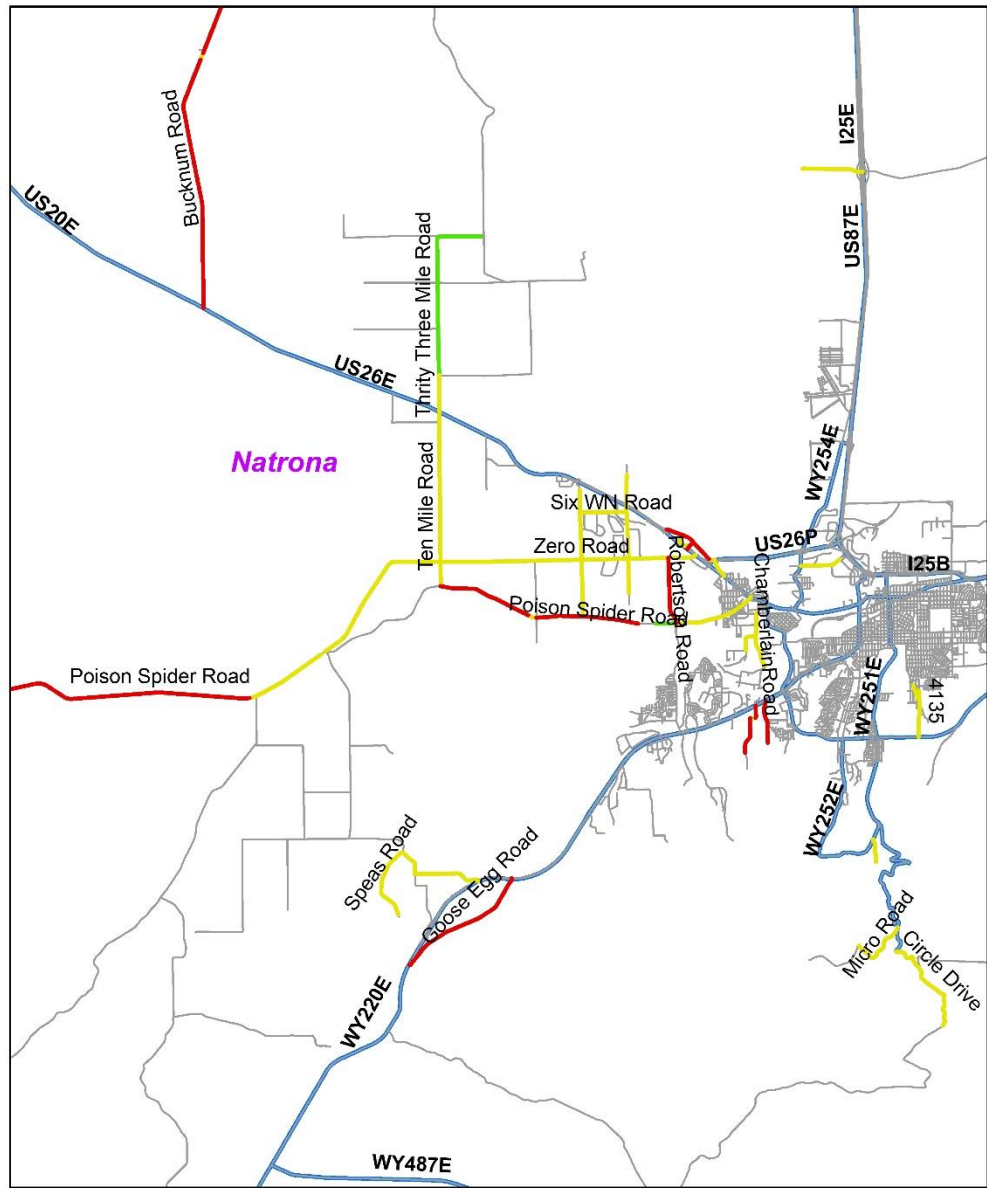 Bucknum Road
I25E
US20E
US87E
Thrity Three Mile Road
US26E
WY254E
Natrona
Ten Mile Road
Six WN Road
Zero Road
US26P
I25B
Robertson Road
Chamberlain Road
Poison Spider Road
Poison Spider Road
WY251E
4135
WY252E
Speas Road
Goose Egg Road
Micro Road
Circle Drive
WY220E
WY487E